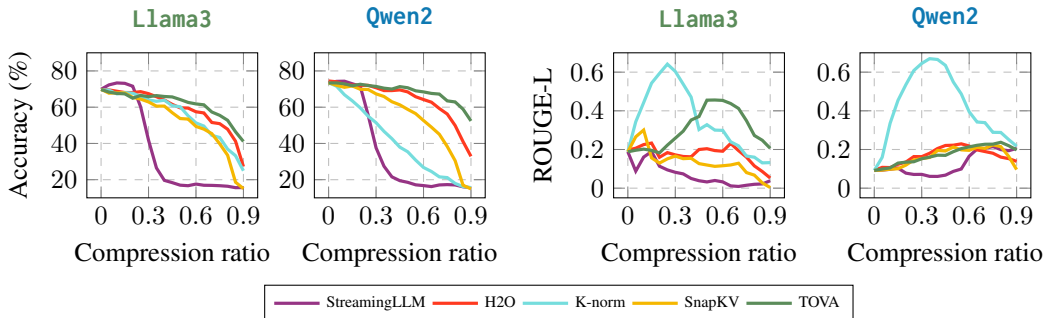 Llama3
Qwen2
Llama3
Qwen2
Accuracy (%)
80
60
40
20
0
0.3
0.6
0.9
Compression ratio
80
60
40
20
0
0.3
0.6
0.9
Compression ratio
ROUGE-L
0.6
0.4
0.2
0
0
0.3
0.6
0.9
Compression ratio
0.6
0.4
0.2
0
0
0.3
0.6
0.9
Compression ratio
StreamingLLM H2O K-norm SnapKV TOVA